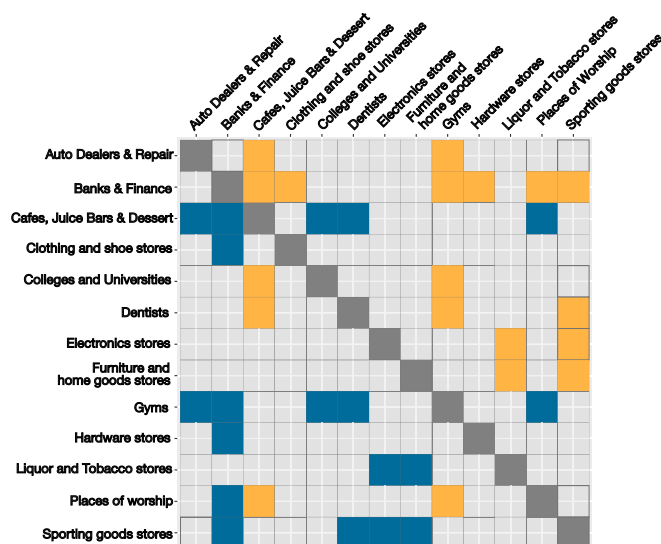 Auto Dealers & Repair
Banks & Finance
Cafes, Juice Bars & Dessert
Clothing and shoe stores
Colleges and Universities
Dentists
Electronics stores
Furniture and
home goods stores
Gyms
Hardware stores
Liquor and Tobacco stores
Places of Worship
Sporting goods stores
Auto Dealers & Repair
Banks & Finance
Cafes, Juice Bars & Dessert
Clothing and shoe stores
Colleges and Universities
Dentists
Electronics stores
Furniture and
home goods stores
Gyms
Hardware stores
Liquor and Tobacco stores
Places of worship
Sporting goods stores